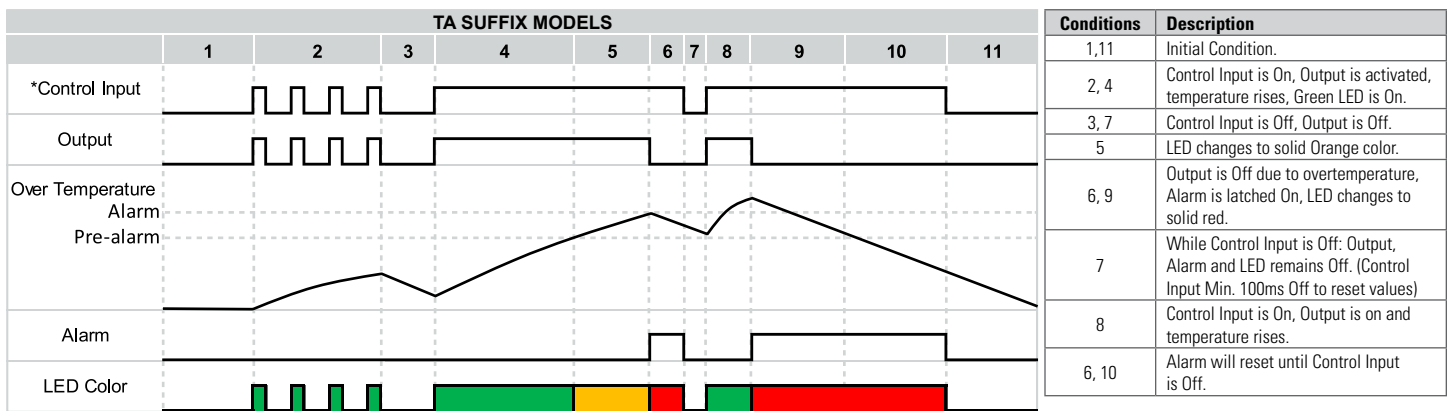 TA SUFFIX MODELS
1 2 3 4 5 6 7 8 9 10 11
*Control Input
Output
Over Temperature
Alarm
Pre-alarm
Alarm
LED Color
Conditions Description
1,11 Initial Condition.
2, 4 Control Input is On, Output is activated,
temperature rises, Green LED is On.
3, 7 Control Input is Off, Output is Off.
5 LED changes to solid Orange color.
6, 9 Output is Off due to overtemperature,
Alarm is latched On, LED changes to
solid red.
7 While Control Input is Off: Output,
Alarm and LED remains Off. (Control
Input Min. 100ms Off to reset values)
8 Control Input is On, Output is on and
temperature rises.
6, 10 Alarm will reset until Control Input
is Off.